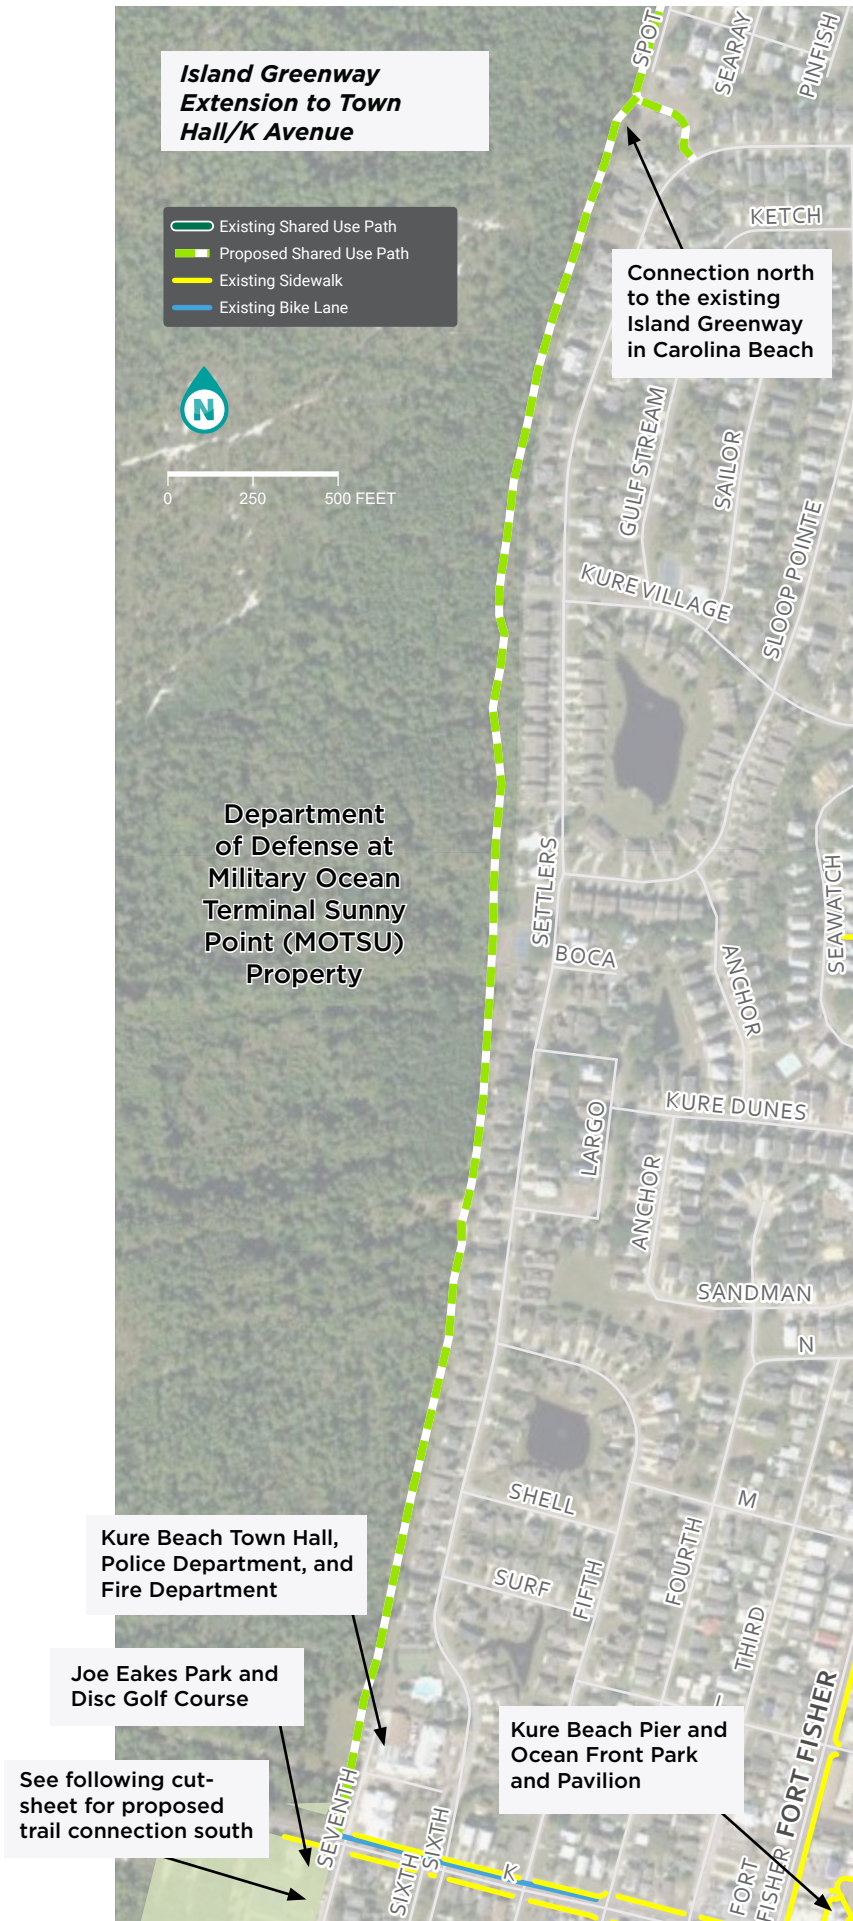 Island Greenway
Extension to Town
Hall/K Avenue
Existing Shared Use Path
Proposed Shared Use Path
Existing Sidewalk
Existing Bike Lane
N
0 250 500 FEET
SPOT
SEARAY
PINFISH
KETCH
Connection north
to the existing
Island Greenway
in Carolina Beach
GULF STREAM
SAILOR
SLOOP POINTE
KURE VILLAGE
Department
of Defense at
Military Ocean
Terminal Sunny
Point (MOTSU)
Property
SETTLERS
SEAWATCH
BOCA
ANCHOR
KURE DUNES
LARGO
ANCHOR
SANDMAN
N
SHELL
M
SURF
FIFTH
FOURTH
THIRD
Kure Beach Town Hall,
Police Department, and
Fire Department
Joe Eakes Park and
Disc Golf Course
See following cut-
sheet for proposed
trail connection south
Kure Beach Pier and
Ocean Front Park
and Pavilion
FORT FISHER
SEVENTH
SIXTH
SIXTH
K
FORT
FISHER